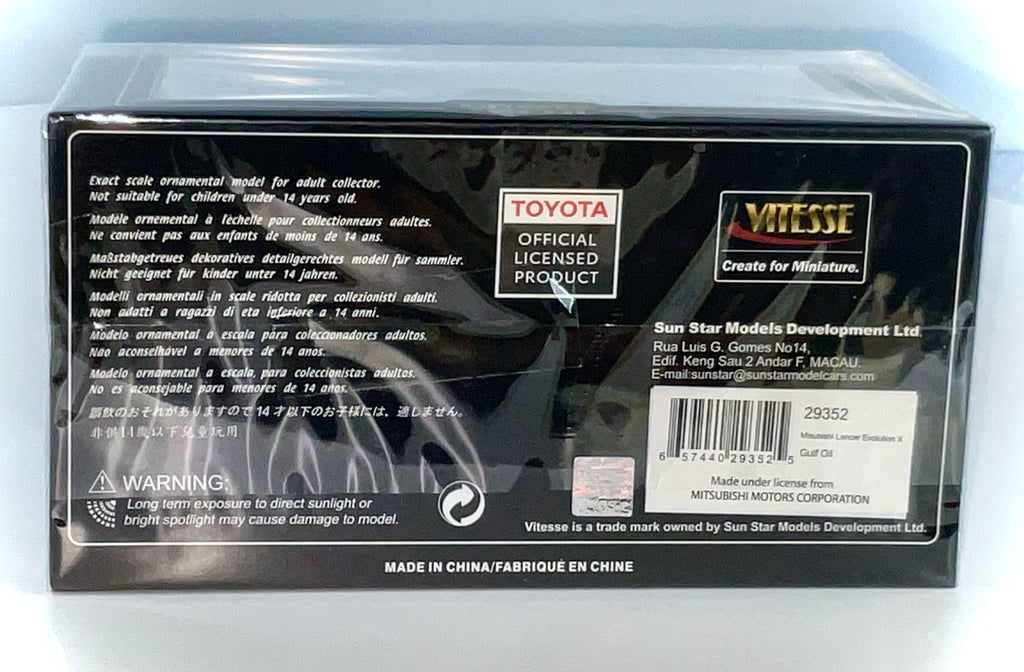 Exact scale ornamental model for adult collector.
Not suitable for children under 14 years old.
Modèle ornemental à l'échelle pour collectionneurs adultes.
Ne convient pas aux enfants de moins de 14 ans.
Maßstabgetreues dekoratives detailgerechtes modell für sammler.
Nicht geeignet für kinder unter 14 jahren.
Modelli ornamentali in scale ridotta per collezionisti adulti.
Non adatti a ragazzi di eta inferiore a 14 anni.
Modelo ornamental a escala para coleccionadores adultos.
Nao aconselhável a menores de 14 anos.
Modelo ornamental a escala, para coleccionistas adultos.
No es aconsejable para menores de 14 anos.
誤飲のおそれがありますので14才以下のお子様には、適しません。
非供14歲以下兒童玩用
WARNING:
Long term exposure to direct sunlight or
bright spotlight may cause damage to model.
TOYOTA
OFFICIAL
LICENSED
PRODUCT
VITESSE
Create for Miniature.
Sun Star Models Development Ltd.
Rua Luis G. Gomes No14,
Edif. Keng Sau 2 Andar F, MACAU.
E-mail:sunstar@sunstarmodelcars.com
29352
Mitsubishi Lancer Evolution X
Gulf Oil
6 57440 29352 5
Made under license from
MITSUBISHI MOTORS CORPORATION
Vitesse is a trade mark owned by Sun Star Models Development Ltd.
MADE IN CHINA/FABRIQUÉ EN CHINE